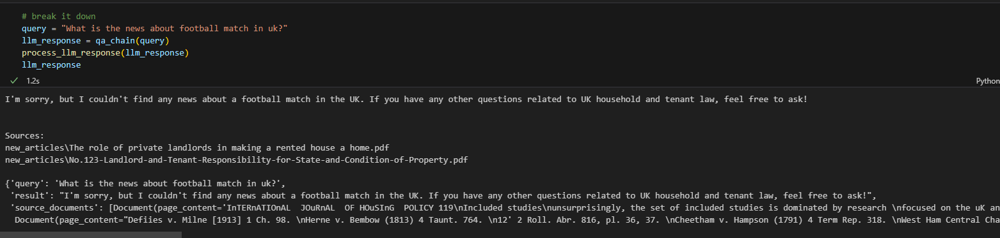 # break it down
query = "What is the news about football match in uk?"
llm_response = qa_chain(query)
process_llm_response(llm_response)
llm_response
1.2s
Python
I'm sorry, but I couldn't find any news about a football match in the UK. If you have any other questions related to UK household and tenant law, feel free to ask!
Sources:
new_articles\The role of private landlords in making a rented house a home.pdf
new_articles\No.123-Landlord-and-Tenant-Responsibility-for-State-and-Condition-of-Property.pdf
{'query': 'What is the news about football match in uk?',
'result': "I'm sorry, but I couldn't find any news about a football match in the UK. If you have any other questions related to UK household and tenant law, feel free to ask!",
'source_documents': [Document(page_content='InTERnATIOnAL JOuRnAL OF HOuSInG POLICY 119\nIncluded studies\nunsurprisingly, the set of included studies is dominated by research \nfocused on the uK an
Document(page_content="Defiies v. Milne [1913] 1 Ch. 98. \nHerne v. Bembow (1813) 4 Taunt. 764. \n12' 2 Roll. Abr. 816, pl. 36, 37. \nCheetham v. Hampson (1791) 4 Term Rep. 318. \nWest Ham Central Cha